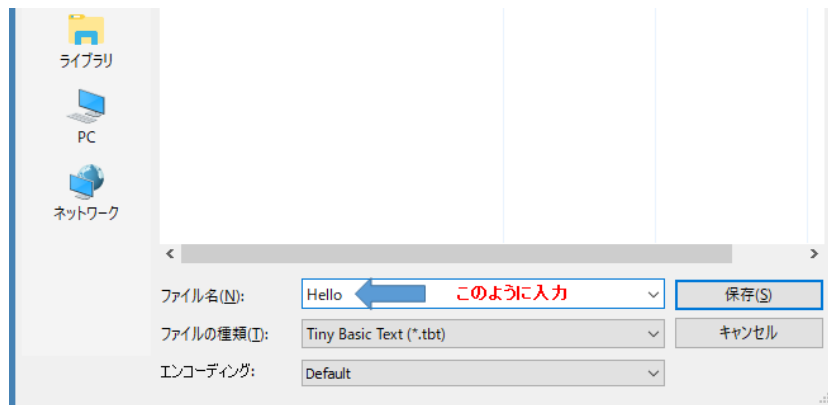 ライブラリ
PC
ネットワーク
ファイル名(N): Hello このように入力 保存(S)
ファイルの種類(T): Tiny Basic Text (*.tbt) キャンセル
エンコーディング: Default